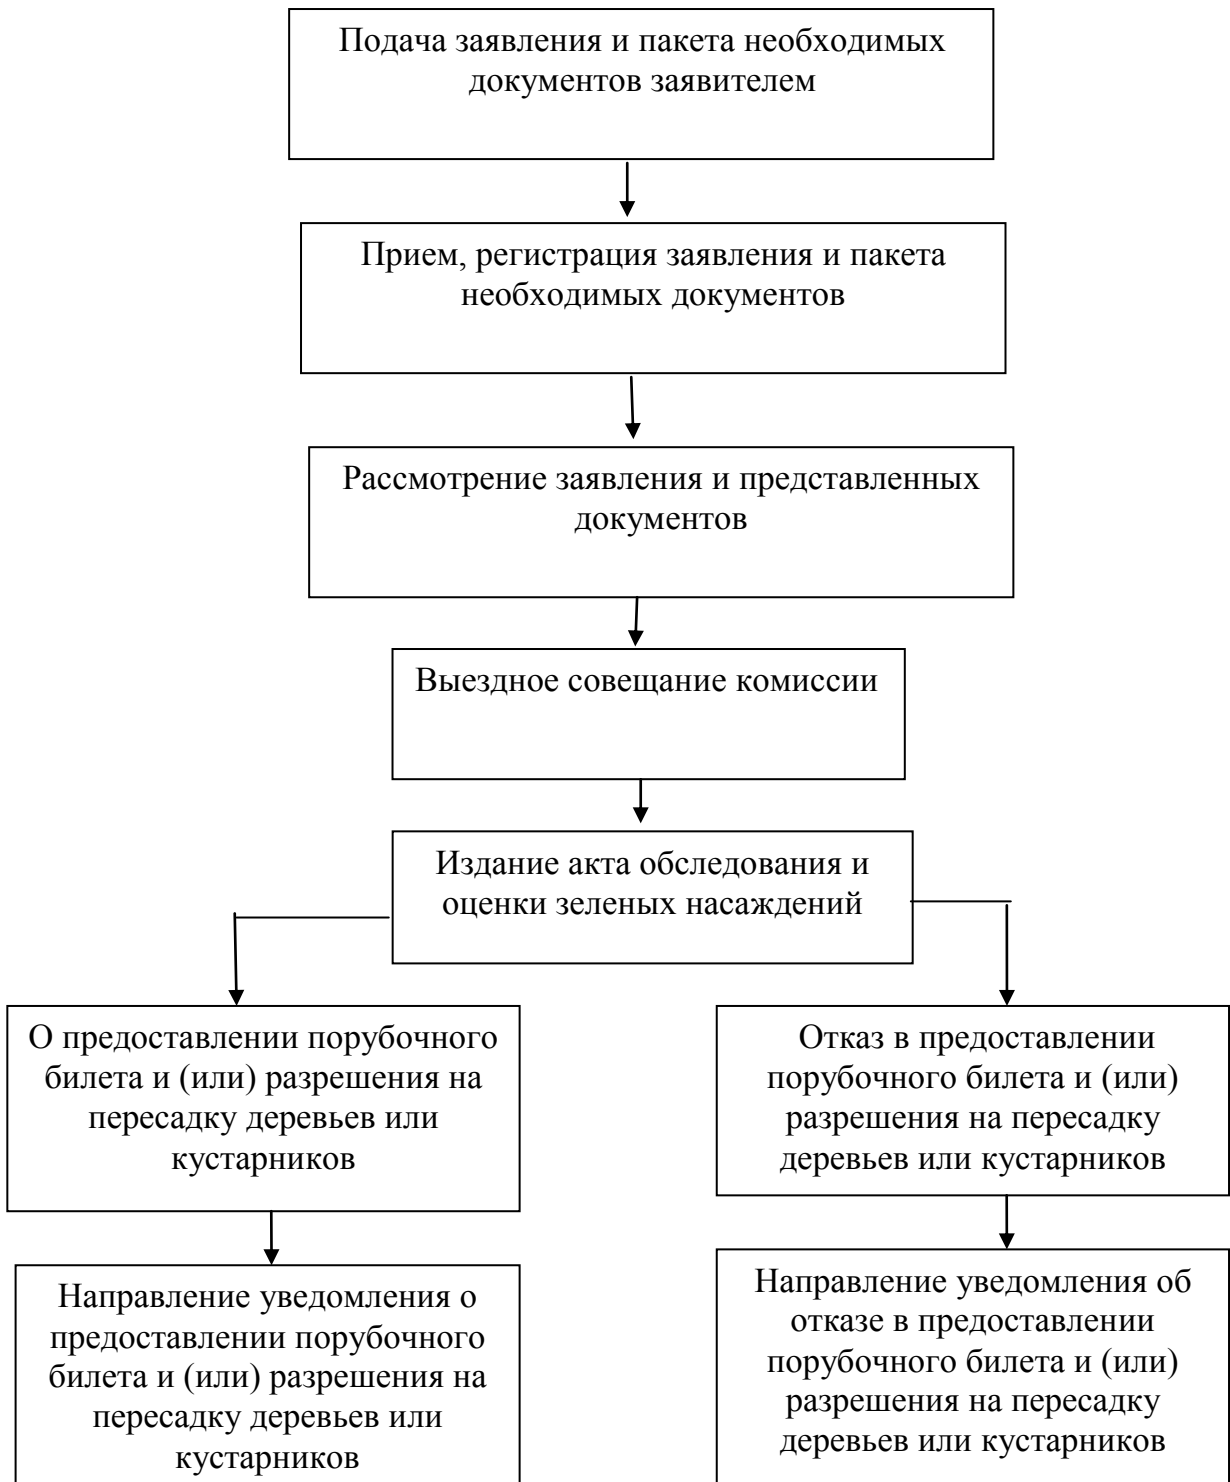 Подача заявления и пакета необходимых
документов заявителем
Прием, регистрация заявления и пакета
необходимых документов
Рассмотрение заявления и представленных
документов
Выездное совещание комиссии
Издание акта обследования и
оценки зеленых насаждений
О предоставлении порубочного
билета и (или) разрешения на
пересадку деревьев или
кустарников
Отказ в предоставлении
порубочного билета и (или)
разрешения на пересадку
деревьев или кустарников
Направление уведомления о
предоставлении порубочного
билета и (или) разрешения на
пересадку деревьев или
кустарников
Направление уведомления об
отказе в предоставлении
порубочного билета и (или)
разрешения на пересадку
деревьев или кустарников